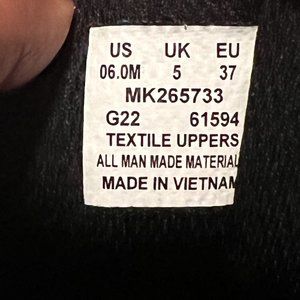 US UK EU
06.0M 5 37
MK265733
G22 61594
TEXTILE UPPERS
ALL MAN MADE MATERIAL
MADE IN VIETNAM